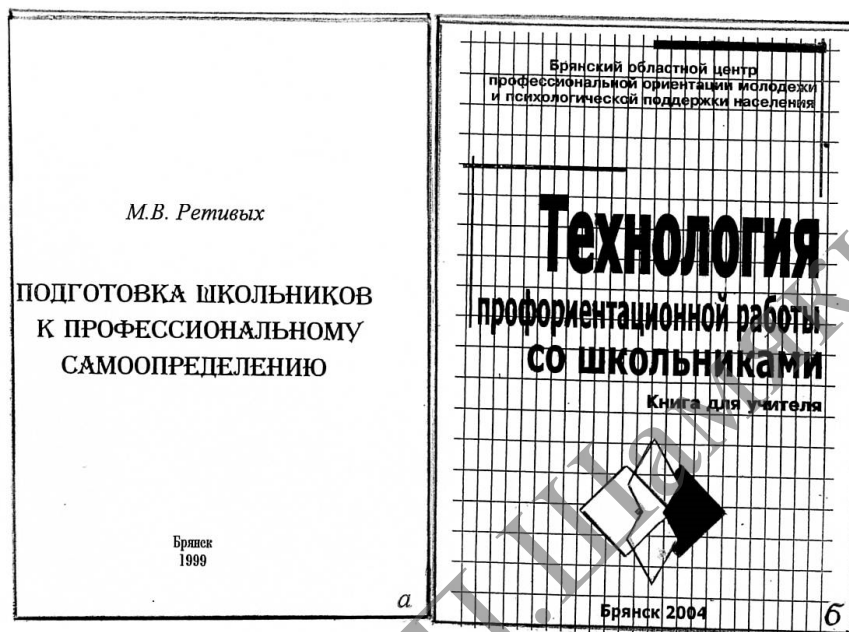 М.В. Ретивых
ПОДГОТОВКА ШКОЛЬНИКОВ
К ПРОФЕССИОНАЛЬНОМУ
САМООПРЕДЕЛЕНИЮ
Брянск
1999
а
Брянский областной центр
профессиональной ориентации молодежи
и психологической поддержки населения
Технология
профориентационной работы
со школьниками
Книга для учителя
Брянск 2004
б